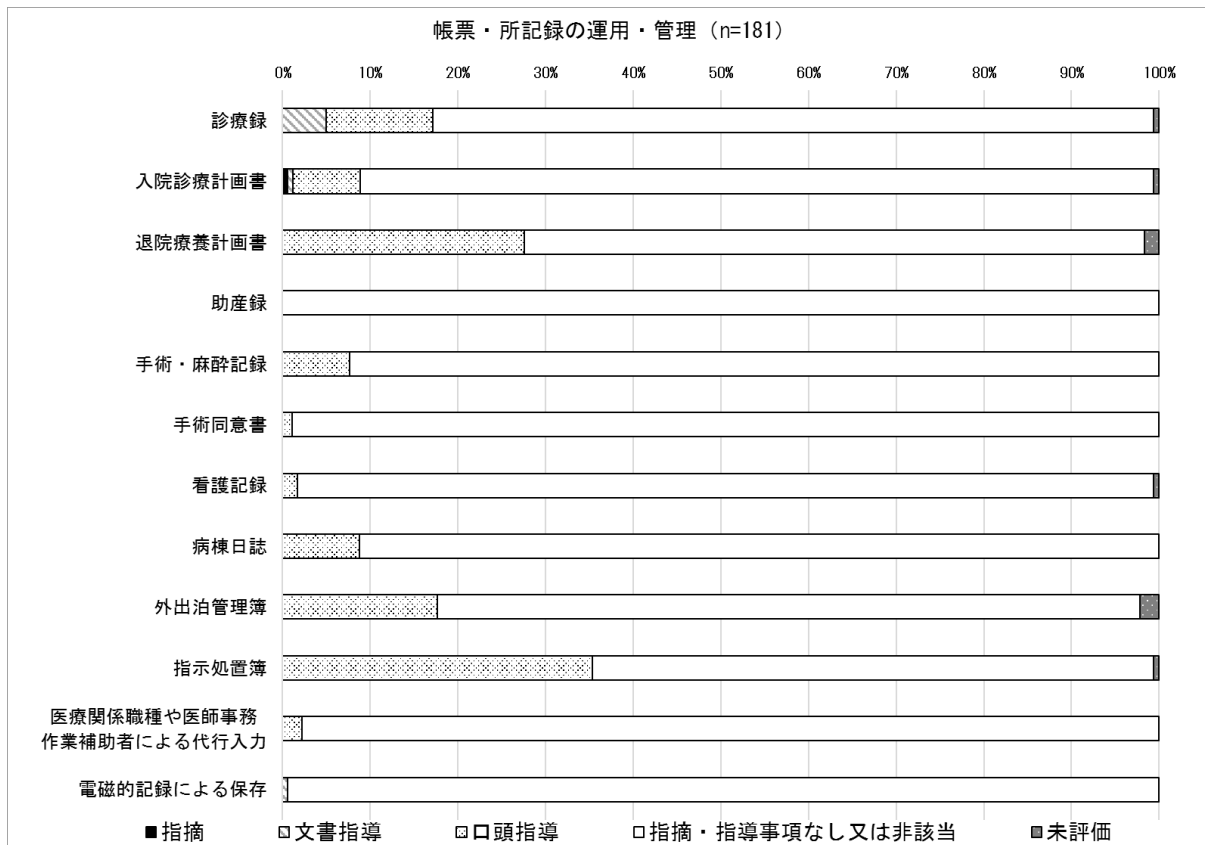 帳票・所記録の運用・管理（n=181）
0% 10% 20% 30% 40% 50% 60% 70% 80% 90% 100%
診療録
入院診療計画書
退院療養計画書
助産録
手術・麻酔記録
手術同意書
看護記録
病棟日誌
外出泊管理簿
指示処置簿
医療関係職種や医師事務
作業補助者による代行入力
電磁的記録による保存
指摘 文書指導 口頭指導 指摘・指導事項なし又は非該当 未評価